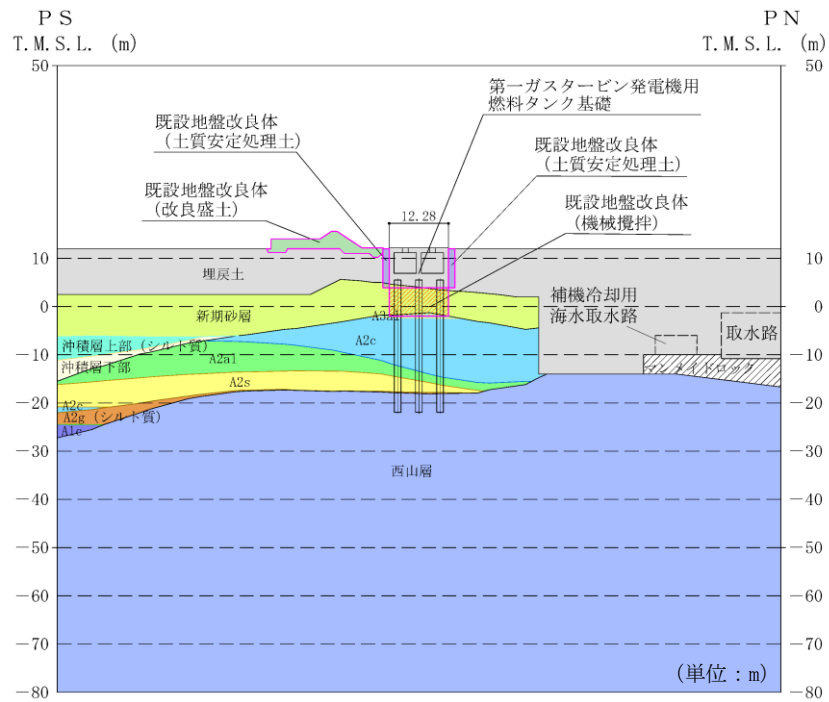 PS
PN
T.M.S.L. (m)
T.M.S.L. (m)
50
50
第一ガスタービン発電機用
燃料タンク基礎
既設地盤改良体
(土質安定処理土)
既設地盤改良体
(土質安定処理土)
既設地盤改良体
(改良盛土)
既設地盤改良体
(機械攪拌)
12.28
10
10
埋戻土
補機冷却用
海水取水路
0
0
新期砂層
A3a1
取水路
沖積層上部 (シルト質)
A2c
-10
-10
沖積層下部
A2a1
マンメイドロック
A2s
-20
-20
A2c
A2g (シルト質)
A1c
-30
-30
西山層
-40
-40
-50
-50
-60
-60
-70
-70
(単位:m)
-80
-80